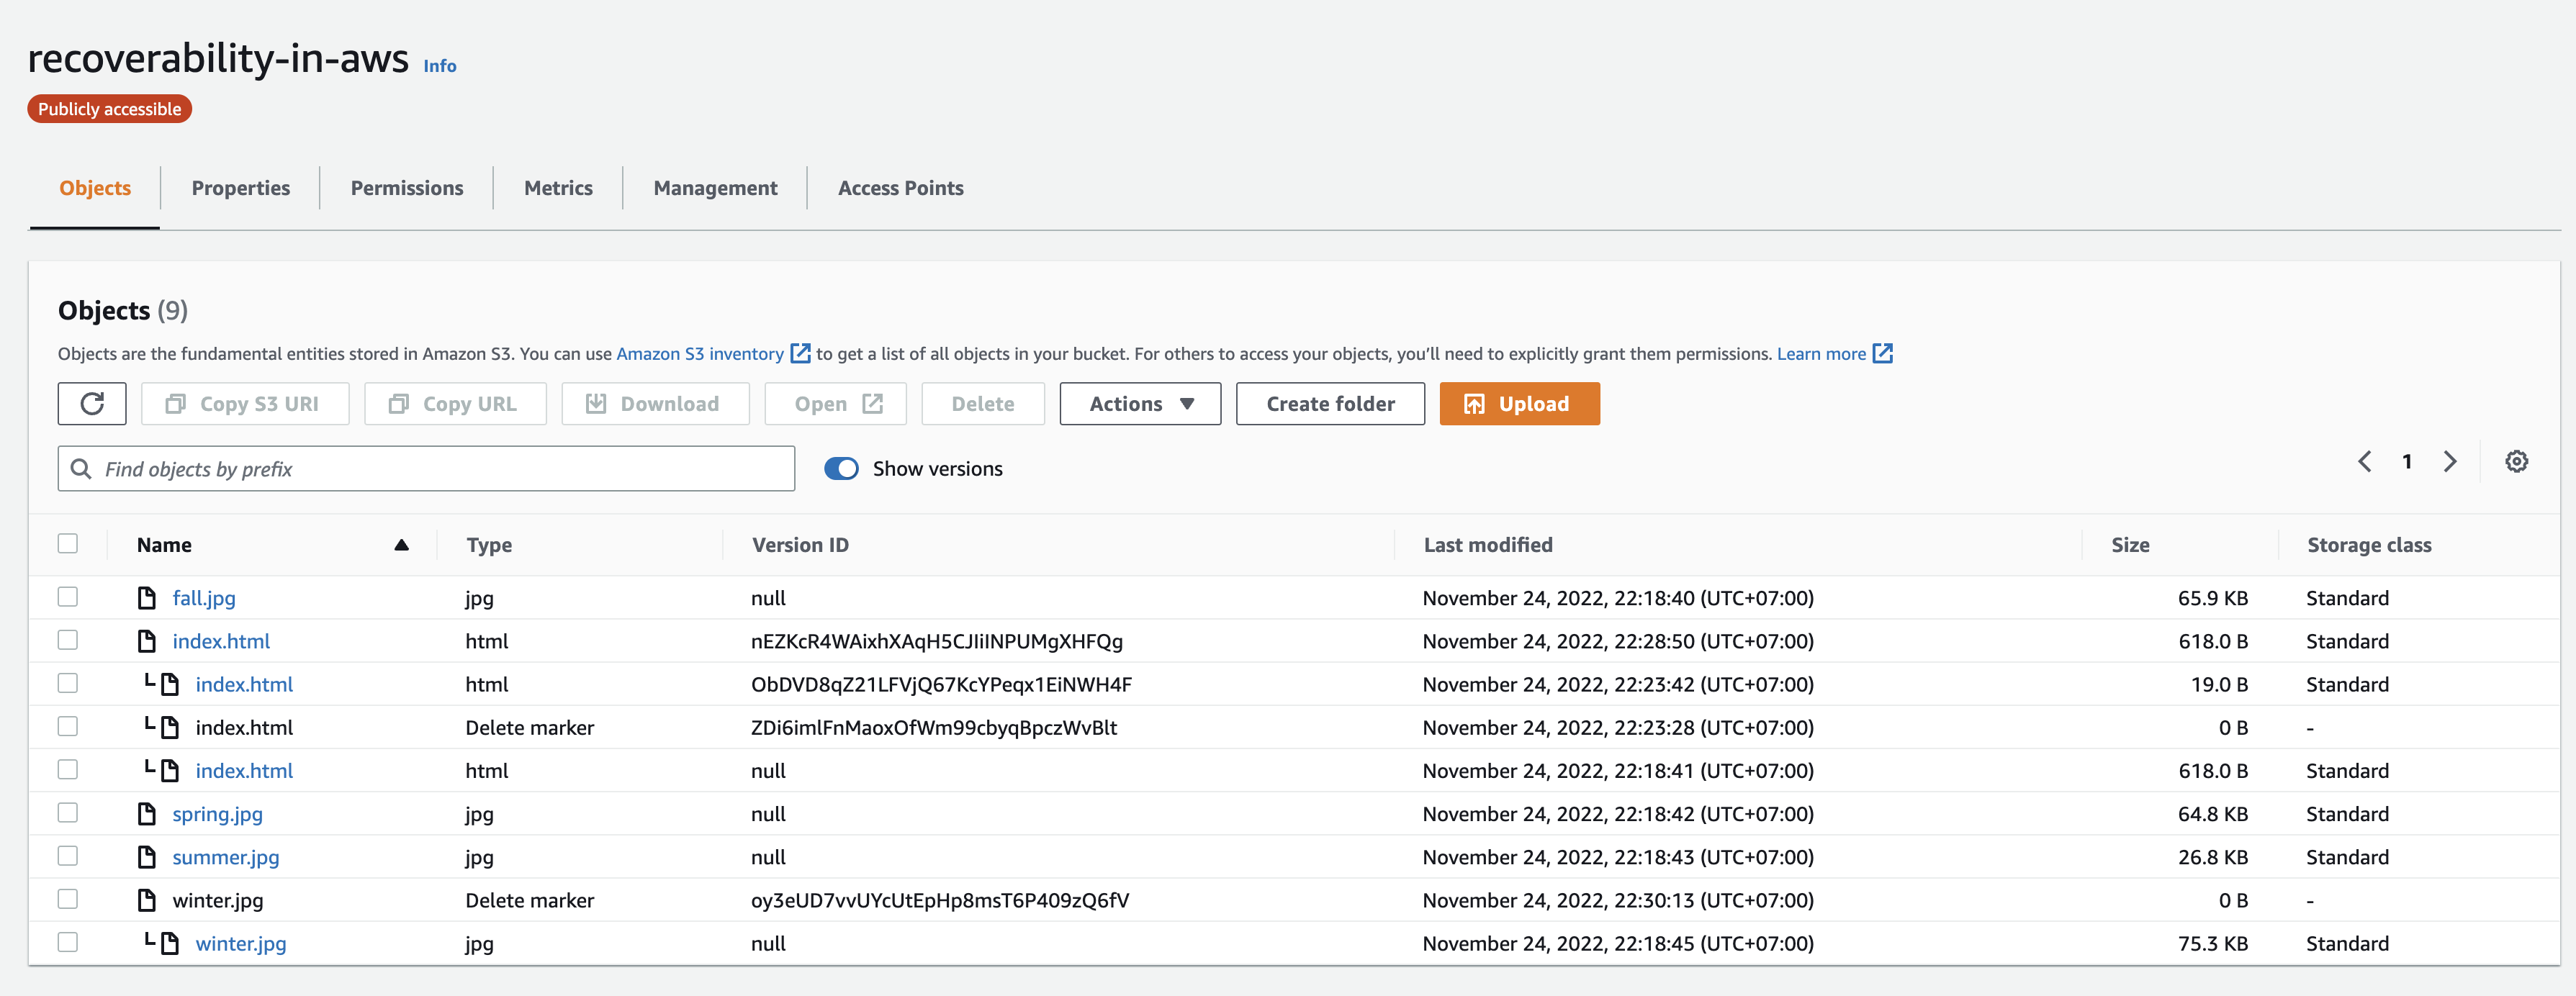 recoverability-in-aws Info
Publicly accessible
Objects Properties Permissions Metrics Management Access Points
Objects (9)
Objects are the fundamental entities stored in Amazon S3. You can use Amazon S3 inventory to get a list of all objects in your bucket. For others to access your objects, you'll need to explicitly grant them permissions. Learn more
Copy S3 URI Copy URL Download Open Delete Actions Create folder Upload
Find objects by prefix Show versions 1
Name Type Version ID Last modified Size Storage class
fall.jpg jpg null November 24, 2022, 22:18:40 (UTC+07:00) 65.9 KB Standard
index.html html nEZKcR4WAixhXAqH5CJIiINPUMgXHFQg November 24, 2022, 22:28:50 (UTC+07:00) 618.0 B Standard
index.html html ObDVD8qZ21LFVjQ67KcYPeqx1EiNWH4F November 24, 2022, 22:23:42 (UTC+07:00) 19.0 B Standard
index.html Delete marker ZDi6imlFnMaoxOfWm99cbyqBpczWvBlt November 24, 2022, 22:23:28 (UTC+07:00) 0 B -
index.html html null November 24, 2022, 22:18:41 (UTC+07:00) 618.0 B Standard
spring.jpg jpg null November 24, 2022, 22:18:42 (UTC+07:00) 64.8 KB Standard
summer.jpg jpg null November 24, 2022, 22:18:43 (UTC+07:00) 26.8 KB Standard
winter.jpg Delete marker oy3eUD7vvUYcUtEpHp8msT6P409zQ6fV November 24, 2022, 22:30:13 (UTC+07:00) 0 B -
winter.jpg jpg null November 24, 2022, 22:18:45 (UTC+07:00) 75.3 KB Standard